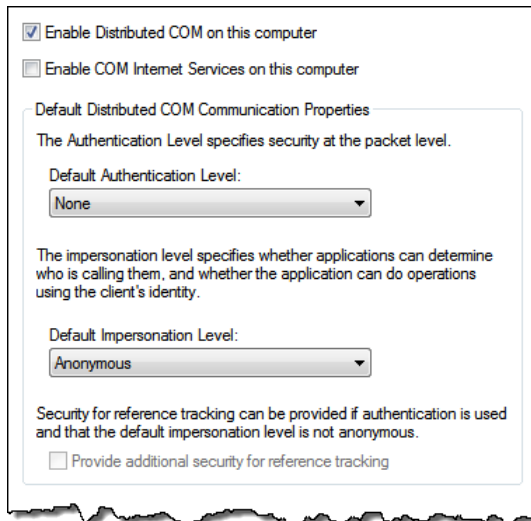 Enable Distributed COM on this computer
Enable COM Internet Services on this computer
Default Distributed COM Communication Properties
The Authentication Level specifies security at the packet level.
Default Authentication Level:
None
The impersonation level specifies whether applications can determine
who is calling them, and whether the application can do operations
using the client's identity.
Default Impersonation Level:
Anonymous
Security for reference tracking can be provided if authentication is used
and that the default impersonation level is not anonymous.
Provide additional security for reference tracking